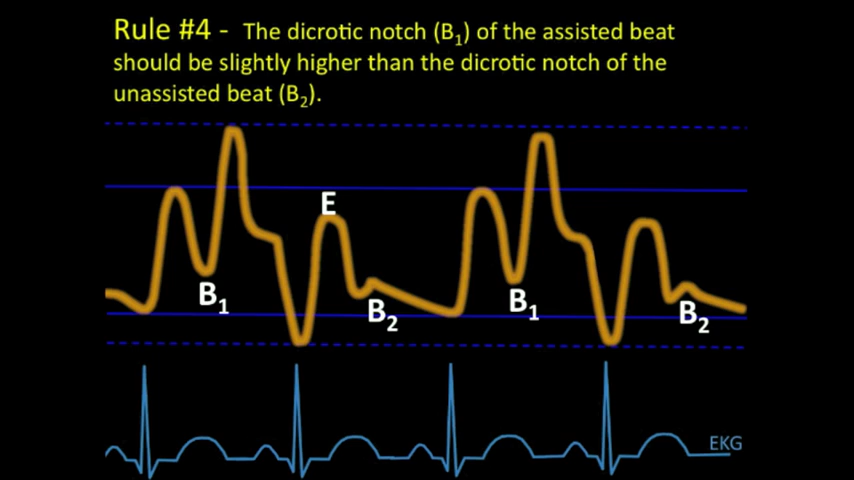 Rule #4 - The dicrotic notch (B₁) of the assisted beat
should be slightly higher than the dicrotic notch of the
unassisted beat (B₂).
E
B₁
B₂
B₁
B₂
EKG